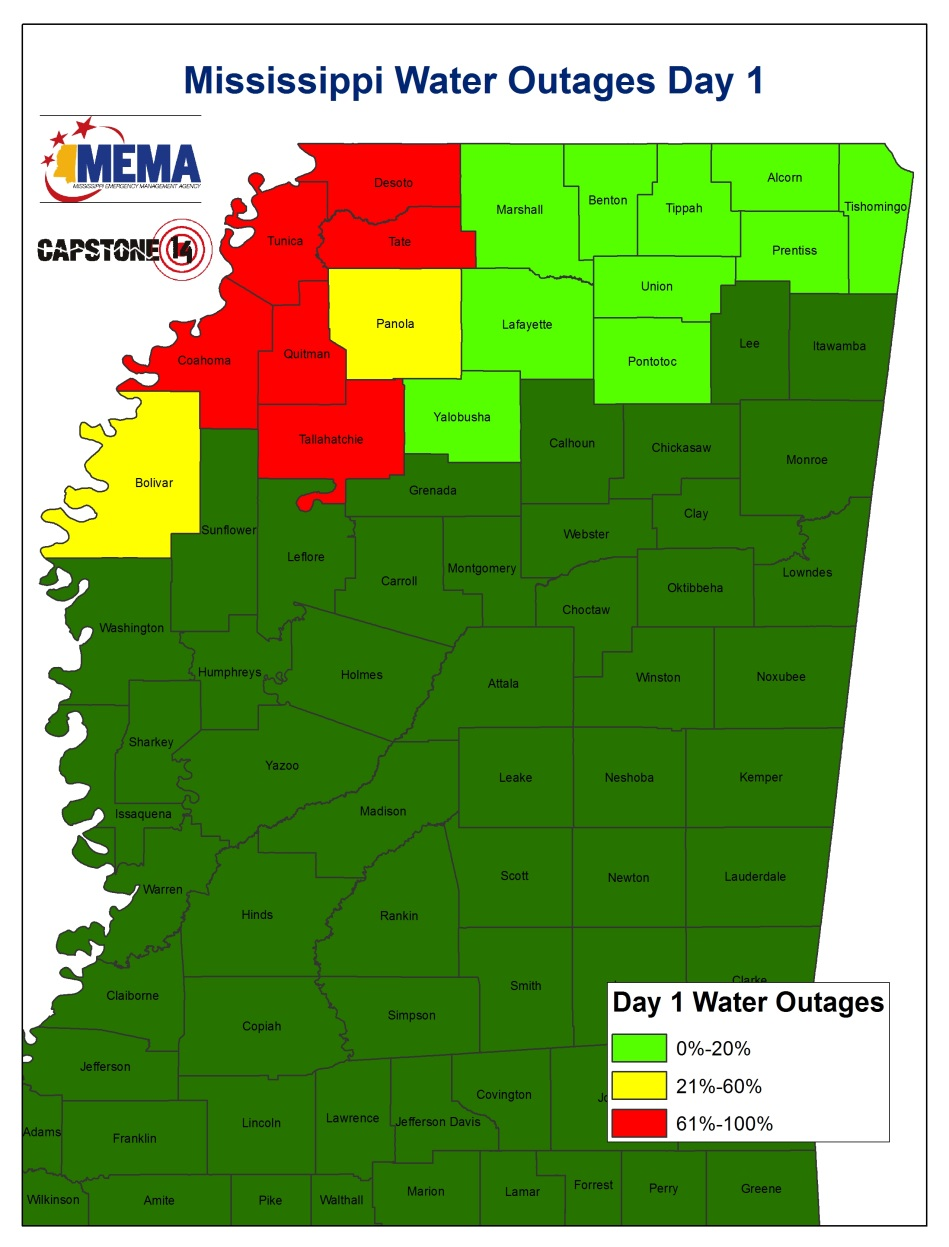 Mississippi Water Outages Day 1
MEMA
MISSISSIPPI EMERGENCY MANAGEMENT AGENCY
CAPSTONE 14
Desoto
Marshall
Benton
Tippah
Alcorn
Tishomingo
Tunica
Tate
Prentiss
Union
Panola
Lafayette
Pontotoc
Lee
Itawamba
Coahoma
Quitman
Tallahatchie
Yalobusha
Calhoun
Chickasaw
Monroe
Bolivar
Sunflower
Grenada
Clay
Webster
Leflore
Carroll
Montgomery
Lowndes
Oktibbeha
Choctaw
Washington
Humphreys
Holmes
Attala
Winston
Noxubee
Sharkey
Yazoo
Leake
Neshoba
Kemper
Issaquena
Madison
Warren
Hinds
Rankin
Scott
Newton
Lauderdale
Smith
Clarke
Claiborne
Copiah
Simpson
Jefferson
Covington
Jo
Adams
Franklin
Lincoln
Lawrence
Jefferson Davis
Wilkinson
Amite
Pike
Walthall
Marion
Lamar
Forrest
Perry
Greene
Day 1 Water Outages
0%-20%
21%-60%
61%-100%